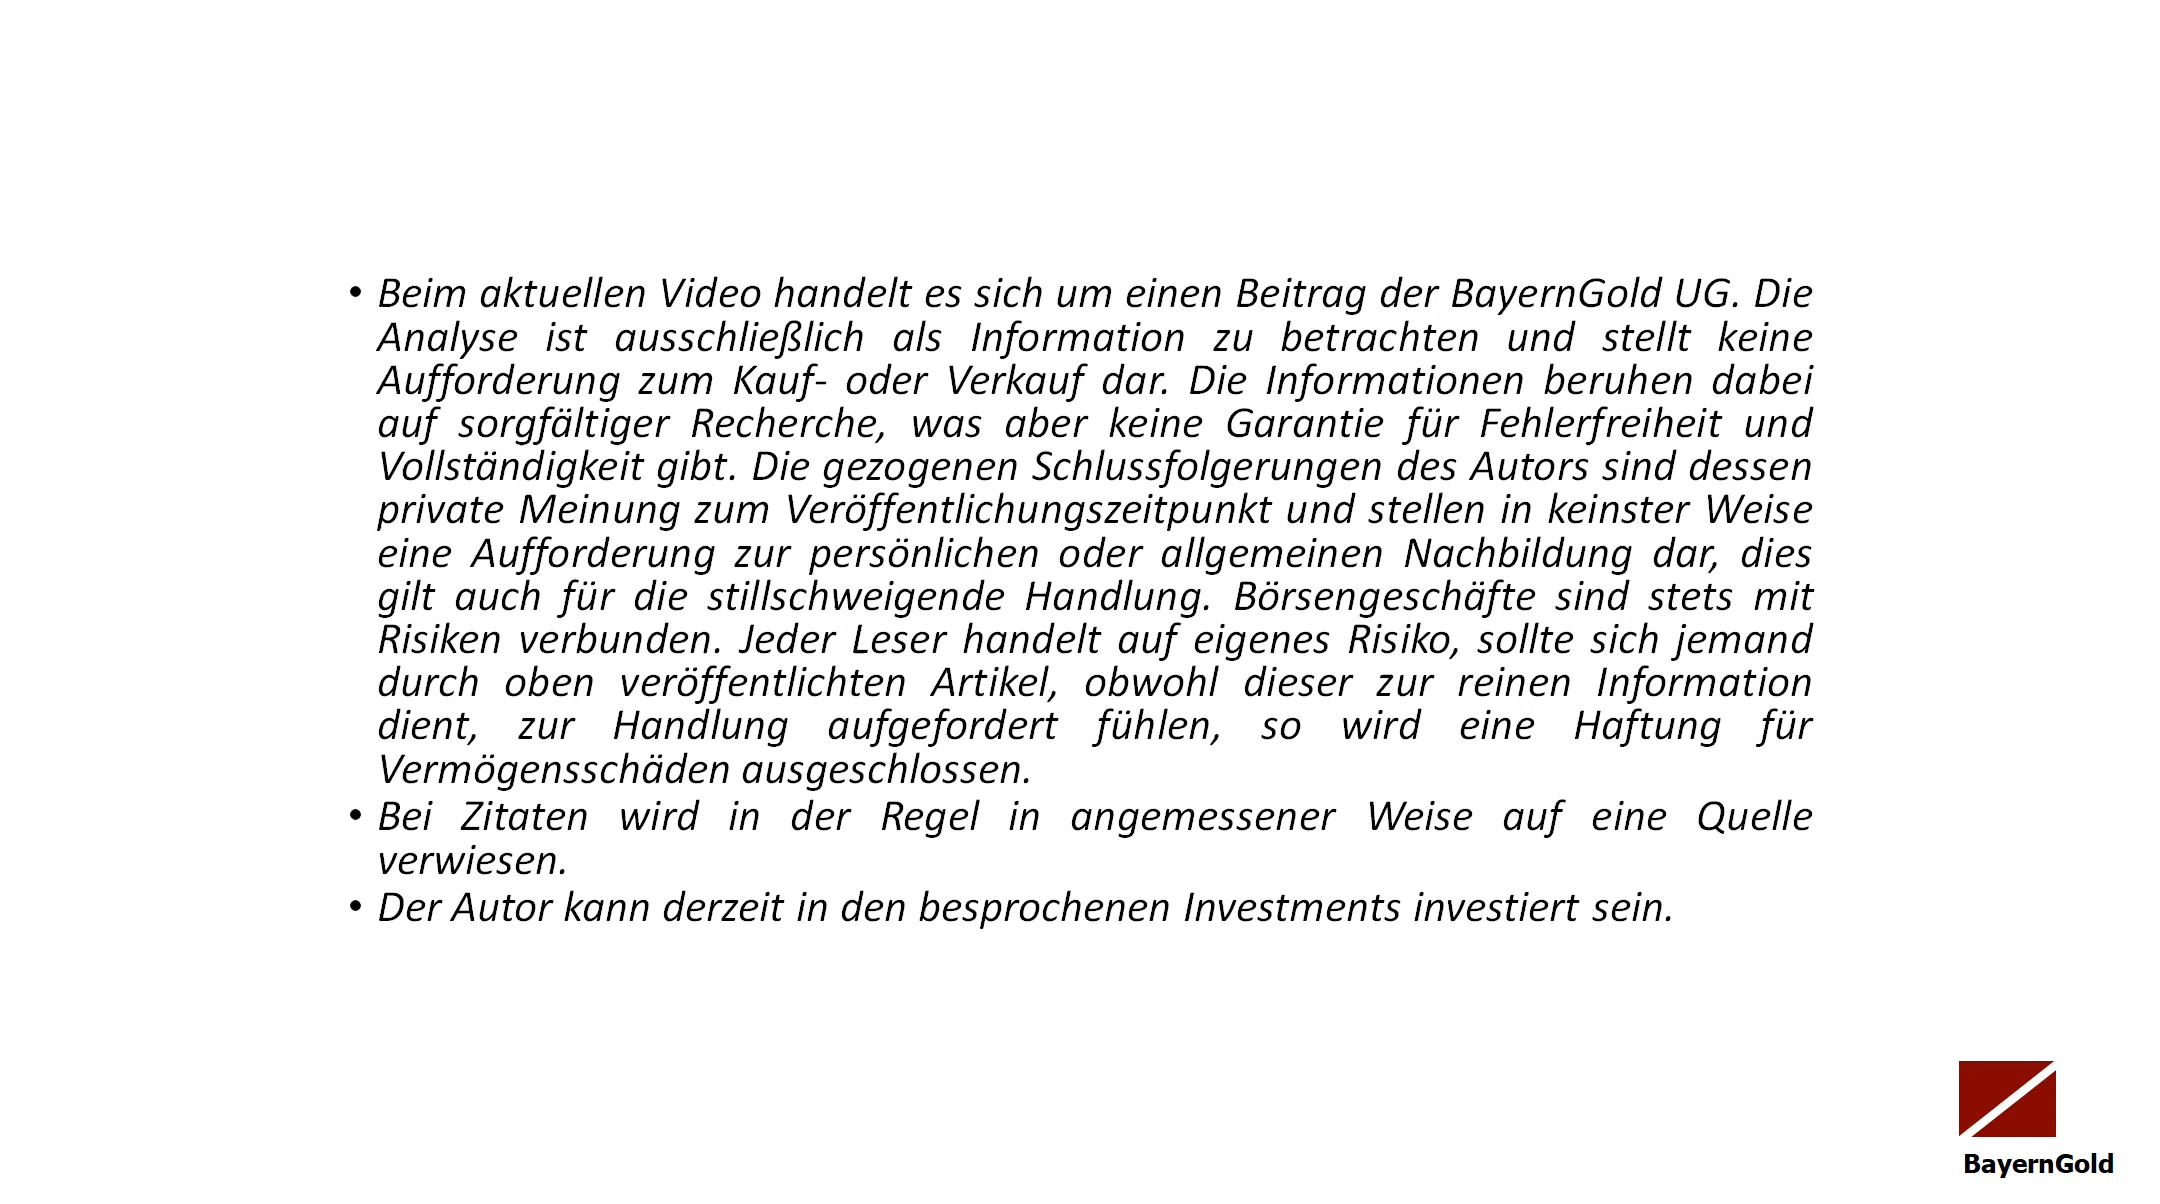 • Beim aktuellen Video handelt es sich um einen Beitrag der BayernGold UG. Die
Analyse ist ausschließlich als Information zu betrachten und stellt keine
Aufforderung zum Kauf- oder Verkauf dar. Die Informationen beruhen dabei
auf sorgfältiger Recherche, was aber keine Garantie für Fehlerfreiheit und
Vollständigkeit gibt. Die gezogenen Schlussfolgerungen des Autors sind dessen
private Meinung zum Veröffentlichungszeitpunkt und stellen in keinster Weise
eine Aufforderung zur persönlichen oder allgemeinen Nachbildung dar, dies
gilt auch für die stillschweigende Handlung. Börsengeschäfte sind stets mit
Risiken verbunden. Jeder Leser handelt auf eigenes Risiko, sollte sich jemand
durch oben veröffentlichten Artikel, obwohl dieser zur reinen Information
dient, zur Handlung aufgefordert fühlen, so wird eine Haftung für
Vermögensschäden ausgeschlossen.
• Bei Zitaten wird in der Regel in angemessener Weise auf eine Quelle
verwiesen.
• Der Autor kann derzeit in den besprochenen Investments investiert sein.
BayernGold